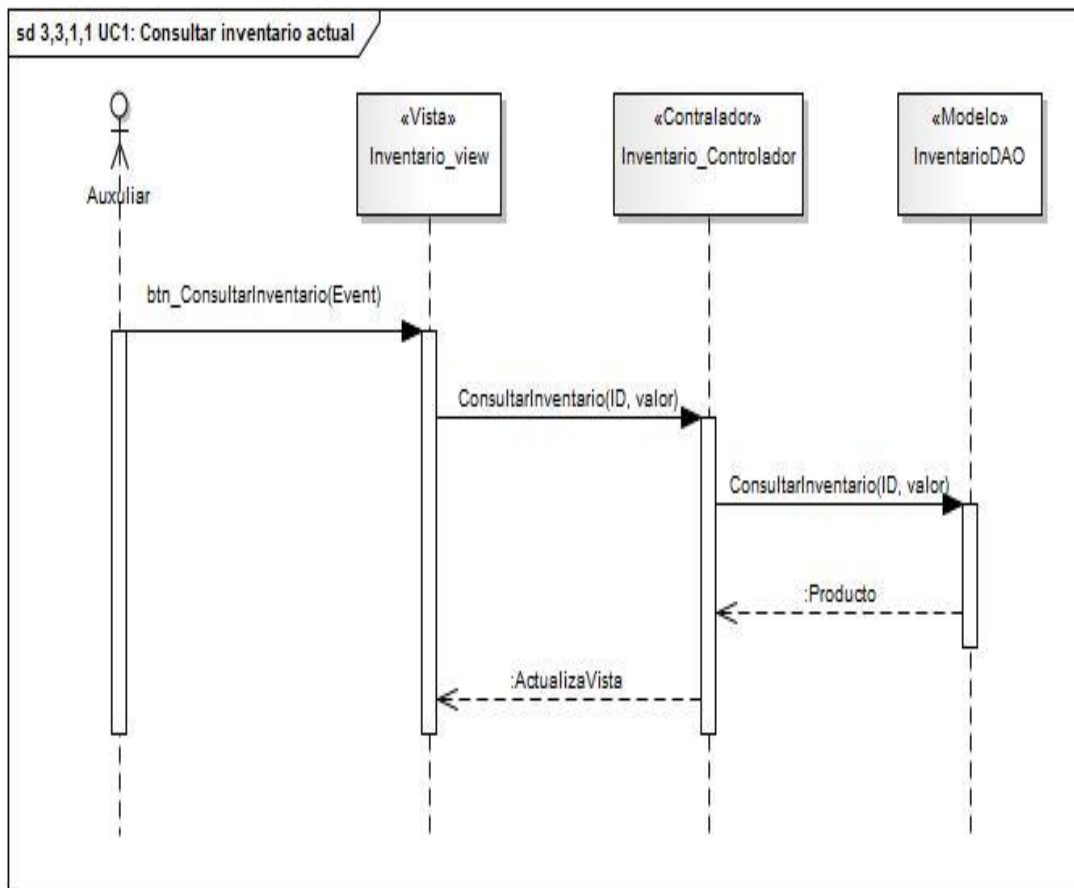 sd 3,3,1,1 UC1: Consultar inventario actual
«Vista»
Inventario_view
«Contralador»
Inventario_Controlador
«Modelo»
InventarioDAO
Auxuliar
btn_ConsultarInventario(Event)
ConsultarInventario(ID, valor)
ConsultarInventario(ID, valor)
:Producto
:ActualizaVista